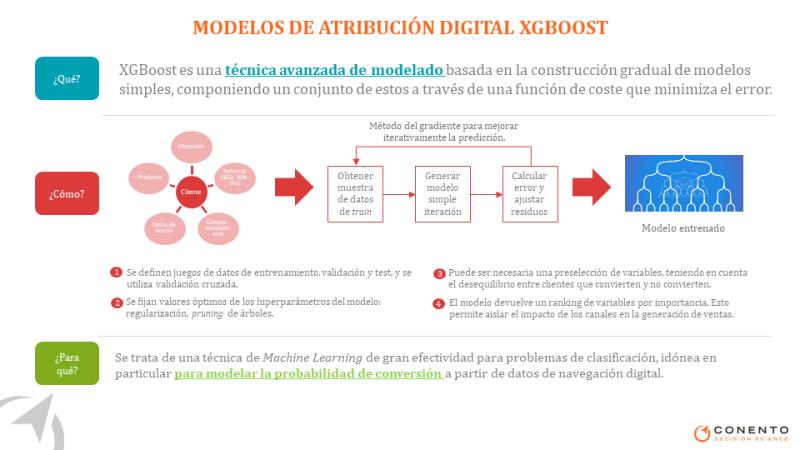 MODELOS DE ATRIBUCIÓN DIGITAL XGBOOST
¿Qué?
XGBoost es una técnica avanzada de modelado basada en la construcción gradual de modelos
simples, componiendo un conjunto de estos a través de una función de coste que minimiza el error.
¿Cómo?
Ubicación
Producto
Referral
(SEO, SEA,
etc)
Cliente
Datos de
sesión
Compor-
tamiento
web
Método del gradiente para mejorar
iterativamente la predicción.
Obtener
muestra
de datos
de train
Generar
modelo
simple
iteración
Calcular
error y
ajustar
residuos
Modelo entrenado
1 Se definen juegos de datos de entrenamiento, validación y test, y se
utiliza validación cruzada.
2 Se fijan valores óptimos de los hiperparámetros del modelo:
regularización, pruning de árboles.
3 Puede ser necesaria una preselección de variables, teniendo en cuenta
el desequilibrio entre clientes que convierten y no convierten.
4 El modelo devuelve un ranking de variables por importancia. Esto
permite aislar el impacto de los canales en la generación de ventas.
¿Para
qué?
Se trata de una técnica de Machine Learning de gran efectividad para problemas de clasificación, idónea en
particular para modelar la probabilidad de conversión a partir de datos de navegación digital.
CONENTO
DECISION SCIENCE